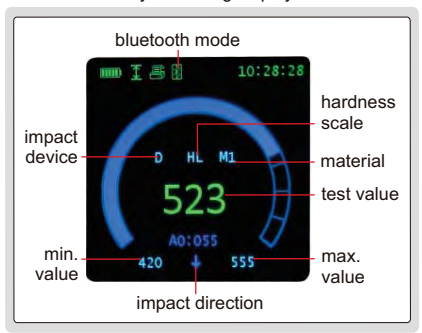 bluetooth mode
10:28:28
hardness
scale
impact
device
D HL M1
material
523
test value
A0:055
min.
value
420
555
max.
value
impact direction